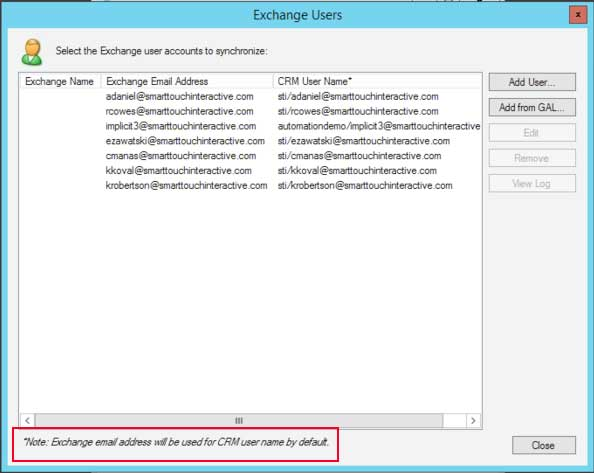 Exchange Users
x
Select the Exchange user accounts to synchronize:
Exchange Name Exchange Email Address CRM User Name*
adaniel@smarttouchinteractive.com sti/adaniel@smarttouchinteractive.com
rcowes@smarttouchinteractive.com sti/rcowes@smarttouchinteractive.com
implicit3@smarttouchinteractive.com automationdemo/implicit3@smarttouchinteractive
ezawatski@smarttouchinteractive.com sti/ezawatski@smarttouchinteractive.com
cmanas@smarttouchinteractive.com sti/cmanas@smarttouchinteractive.com
kkoval@smarttouchinteractive.com sti/kkoval@smarttouchinteractive.com
krobertson@smarttouchinteractive.com sti/krobertson@smarttouchinteractive.com
Add User...
Add from GAL...
Edit
Remove
View Log
*Note: Exchange email address will be used for CRM user name by default.
Close